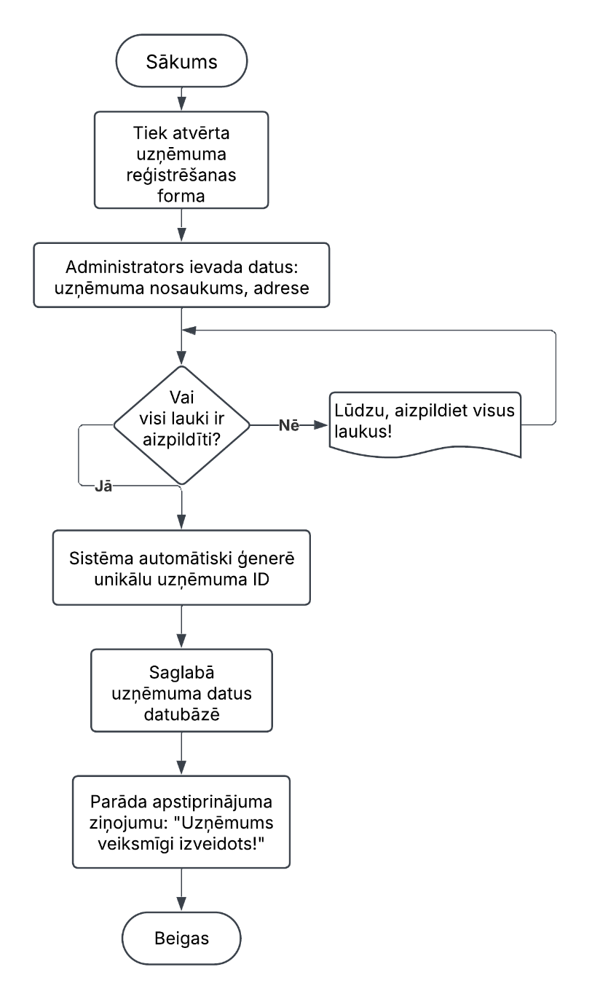 Sākums
Tiek atvērta
uzņēmuma
reģistrēšanas
forma
Administrators ievada datus:
uzņēmuma nosaukums, adrese
Vai
visi lauki ir
aizpildīti?
Nē
Lūdzu, aizpildiet visus
laukus!
Jā
Sistēma automātiski ģenerē
unikālu uzņēmuma ID
Saglabā
uzņēmuma datus
datubāzē
Parāda apstiprinājuma
ziņojumu: "Uzņēmums
veiksmīgi izveidots!"
Beigas